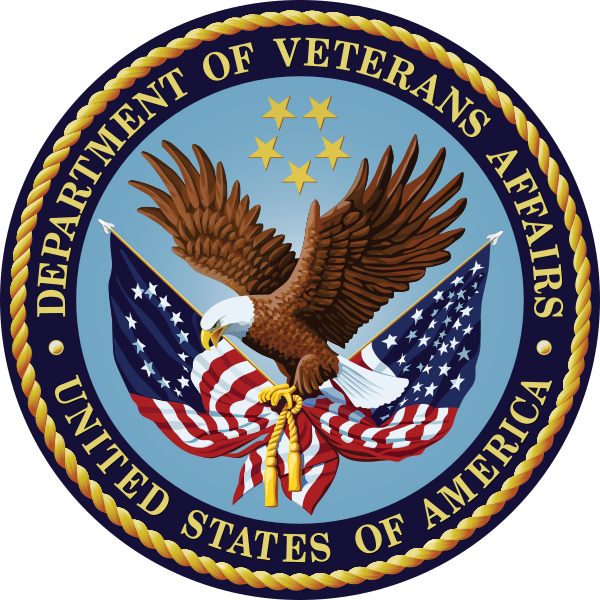 DEPARTMENT OF VETERANS AFFAIRS
UNITED STATES OF AMERICA